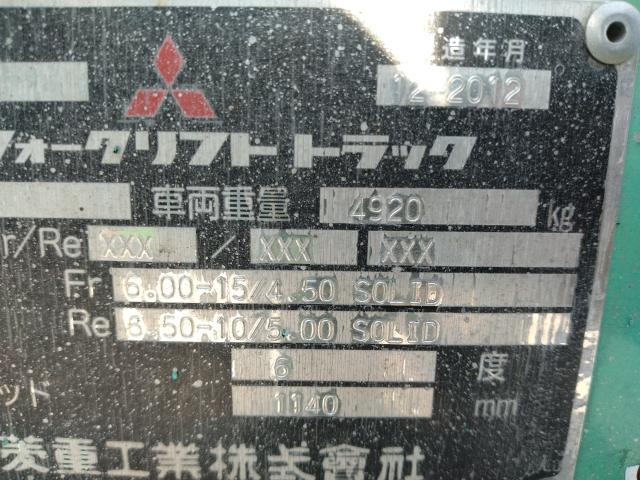 造年月
12 2012
フォークリフトトラック
車両重量 4920 kg
r/Re XXX / XXX XXX
Fr 6.00-15/4.50 SOLID
Re 6.50-10/5.00 SOLID
6 度
ッド 1140 mm
菱重工業株式会社